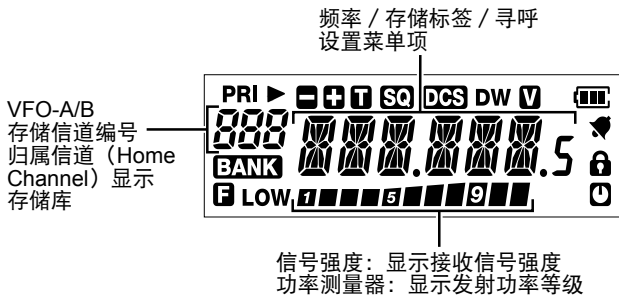 频率 / 存储标签 / 寻呼
设置菜单项
PRI ▶ - + T SQ DCS DW V
VFO-A/B
存储信道编号
归属信道（Home
Channel）显示
存储库
888
.5
BANK
F LOW 1 5 9
信号强度：显示接收信号强度
功率测量器：显示发射功率等级